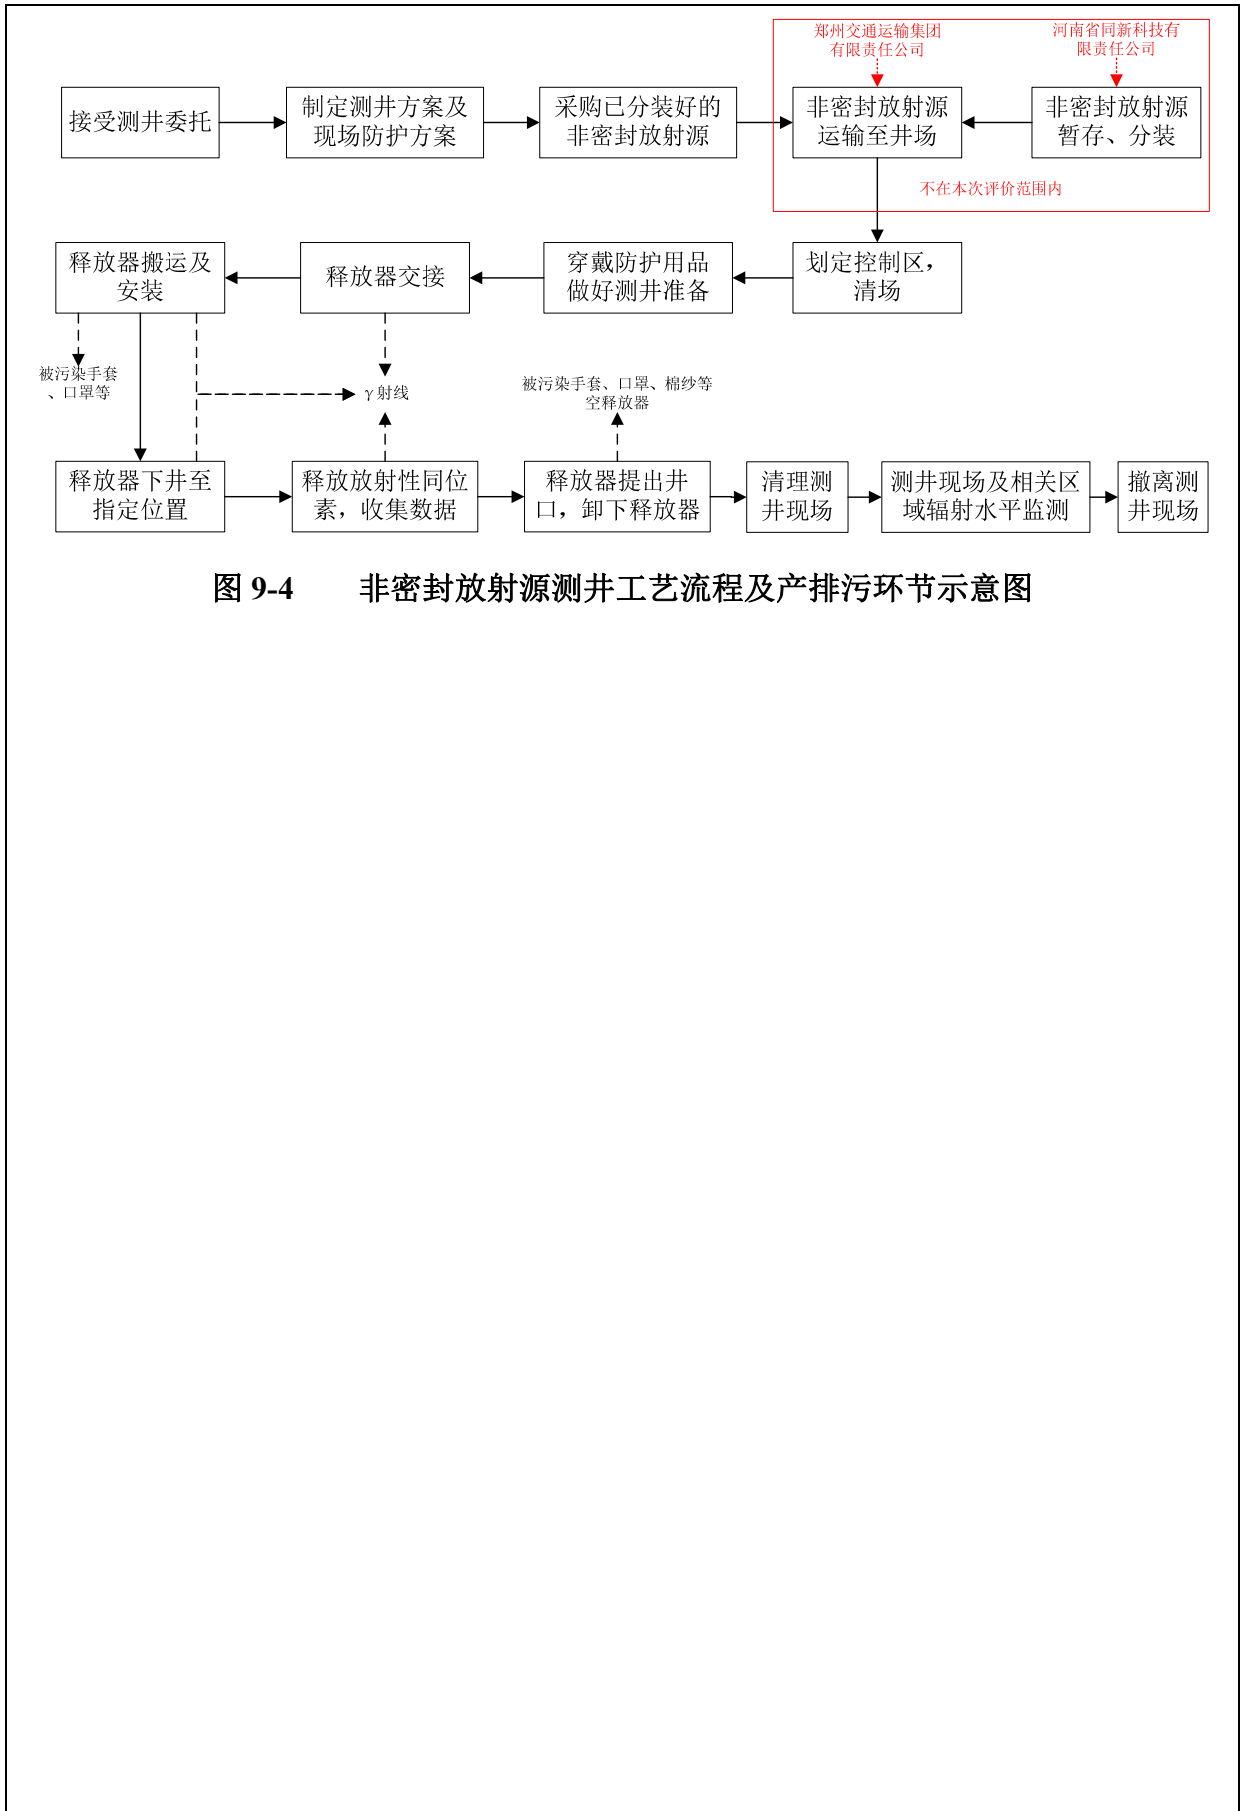 郑州交通运输集团
有限责任公司
河南省同新科技有
限责任公司
接受测井委托
制定测井方案及
现场防护方案
采购已分装好的
非密封放射源
非密封放射源
运输至井场
非密封放射源
暂存、分装
不在本次评价范围内
释放器搬运及
安装
释放器交接
穿戴防护用品
做好测井准备
划定控制区，
清场
被污染手套
、口罩等
γ射线
被污染手套、口罩、棉纱等
空释放器
释放器下井至
指定位置
释放放射性同位
素，收集数据
释放器提出井
口，卸下释放器
清理测
井现场
测井现场及相关区
域辐射水平监测
撤离测
井现场
图 9-4 非密封放射源测井工艺流程及产排污环节示意图